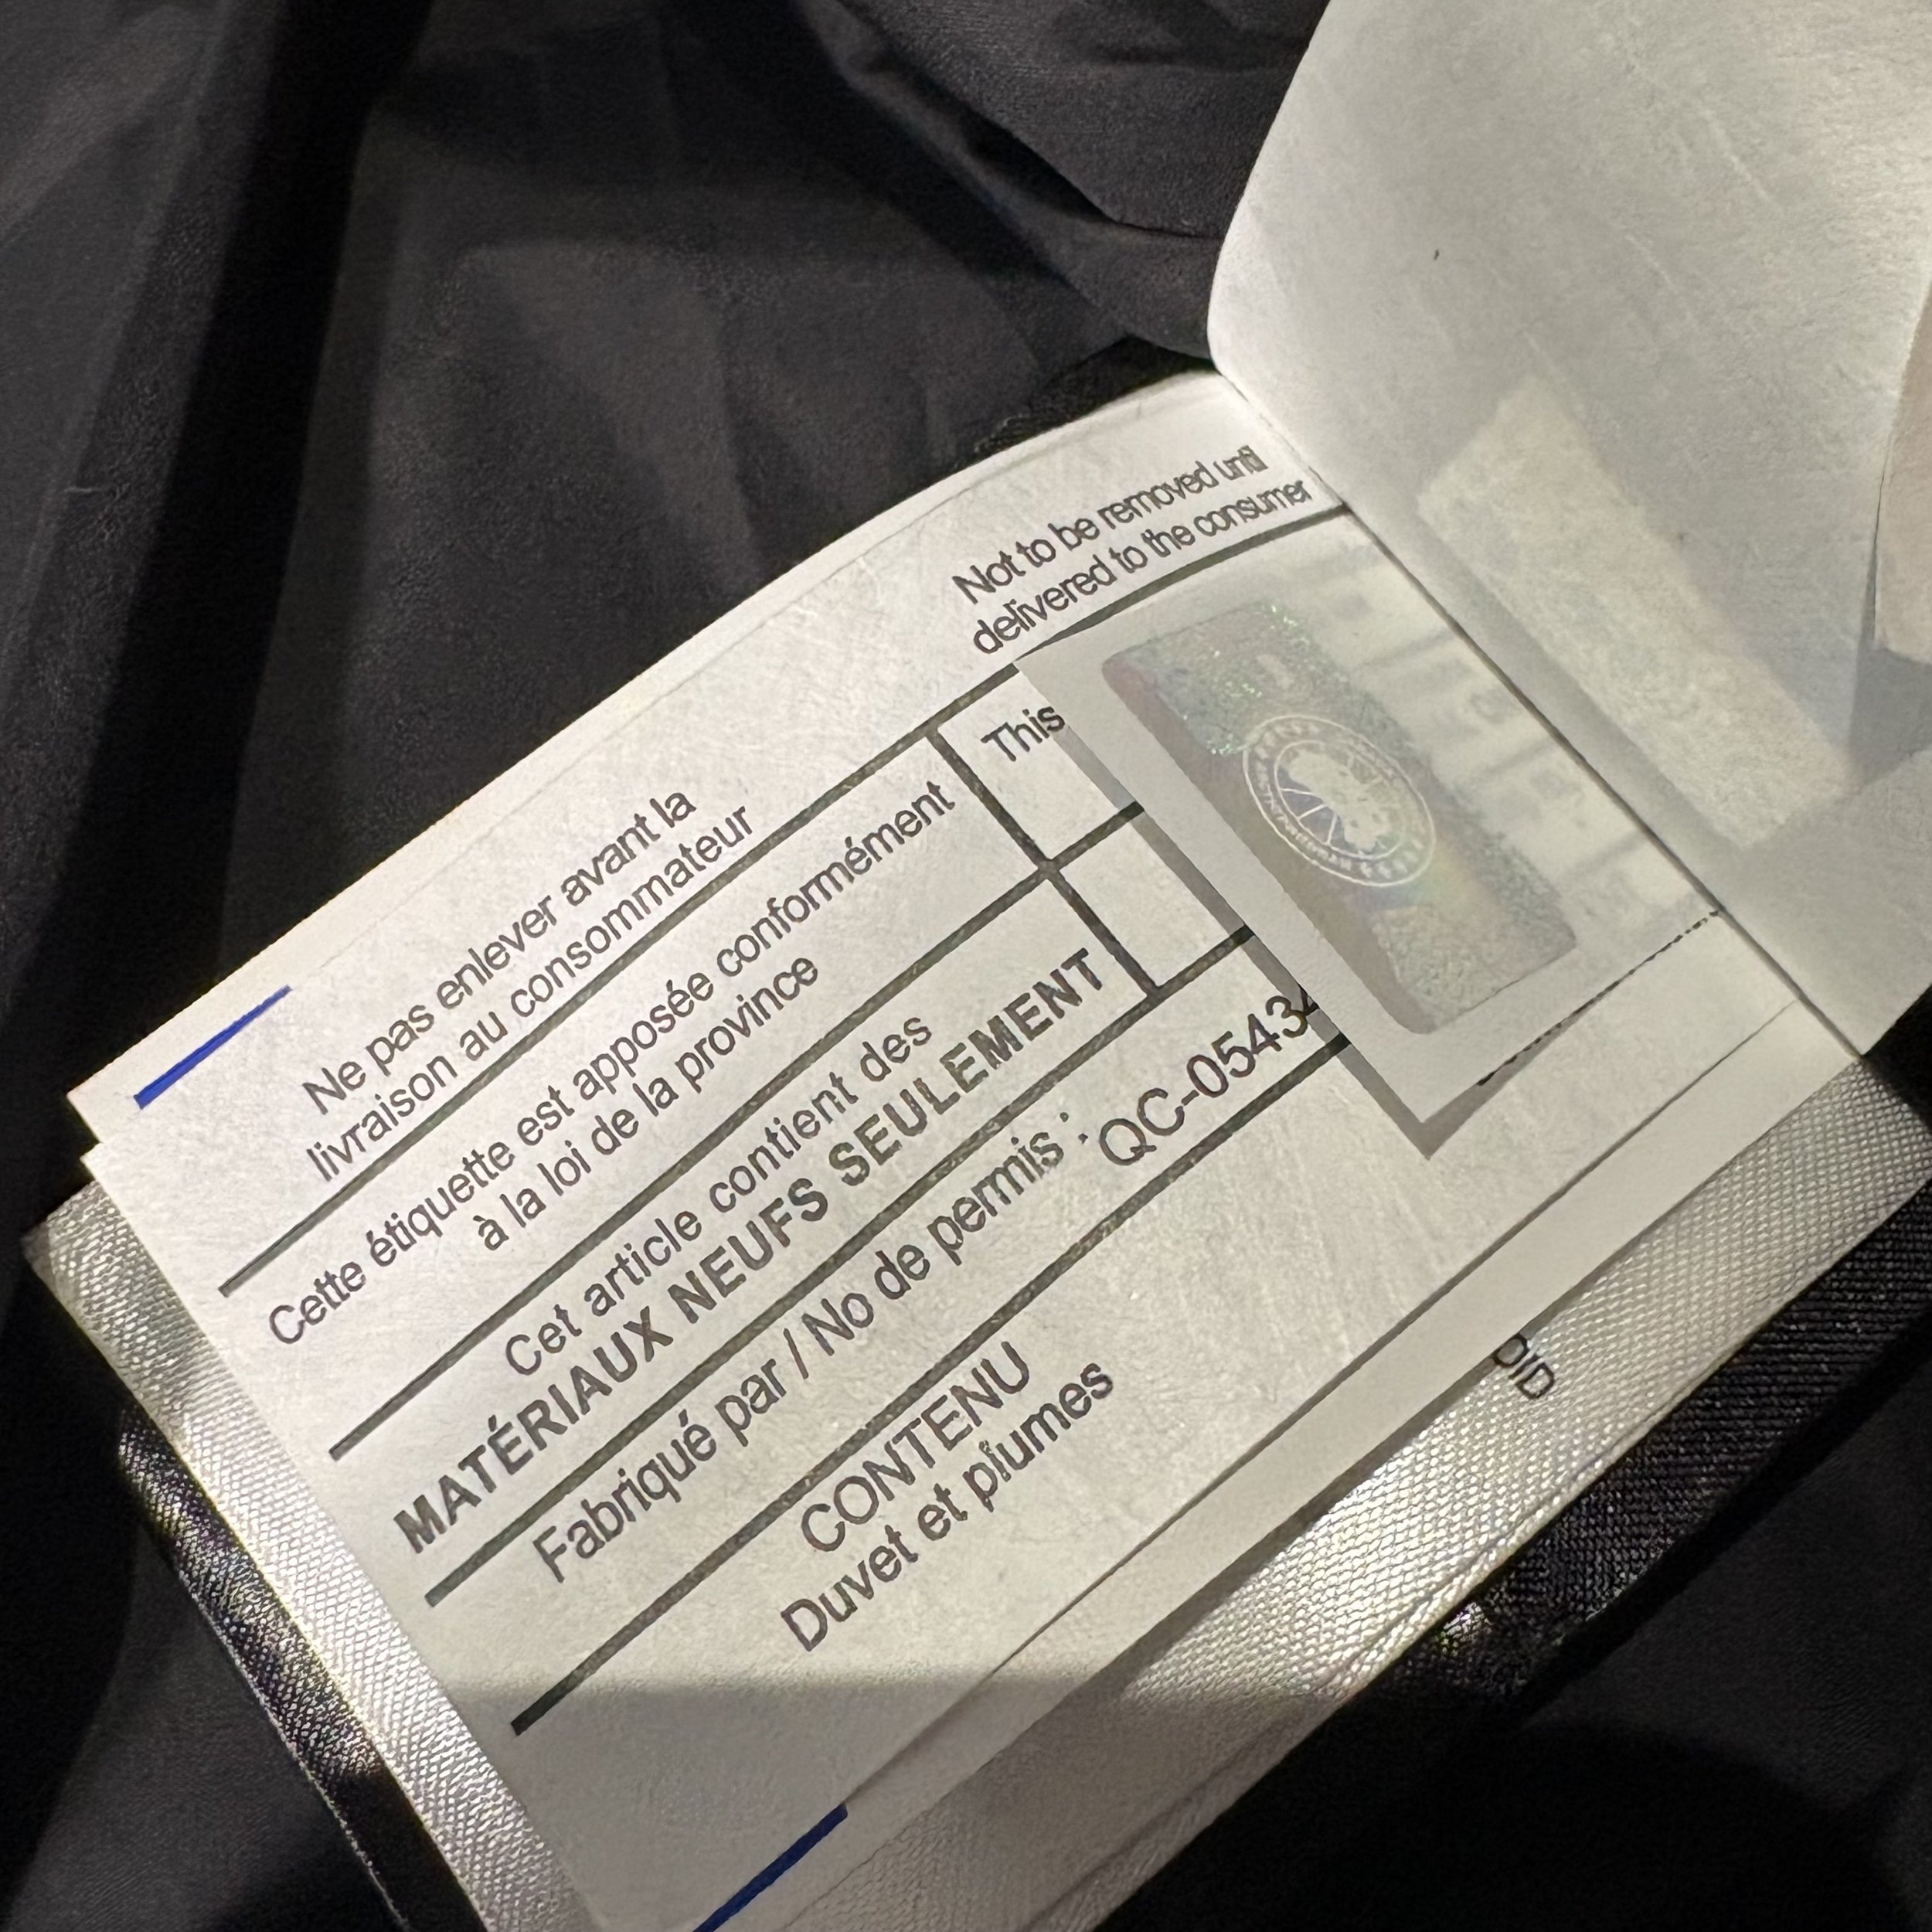 Not to be removed until
delivered to the consumer
Ne pas enlever avant la
livraison au consommateur
This
Cette étiquette est apposée conformément
à la loi de la province
Cet article contient des
MATÉRIAUX NEUFS SEULEMENT
Fabriqué par / No de permis :
QC-05434
CONTENU
Duvet et plumes